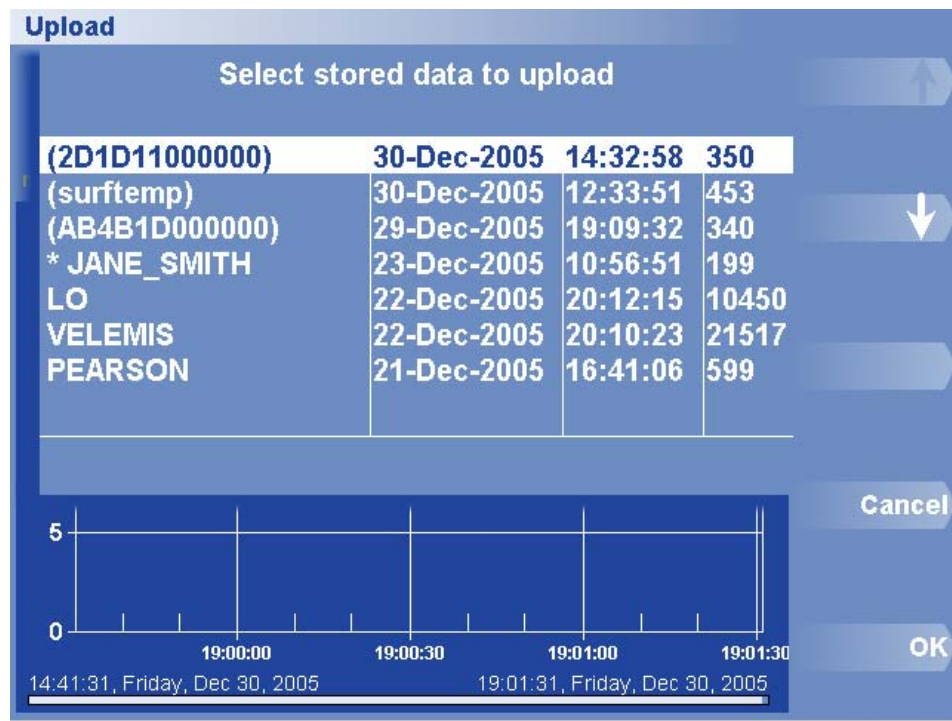 Upload
Select stored data to upload
(2D1D11000000) 30-Dec-2005 14:32:58 350
(surftemp) 30-Dec-2005 12:33:51 453
(AB4B1D000000) 29-Dec-2005 19:09:32 340
* JANE_SMITH 23-Dec-2005 10:56:51 199
LO 22-Dec-2005 20:12:15 10450
VELEMIS 22-Dec-2005 20:10:23 21517
PEARSON 21-Dec-2005 16:41:06 599
Cancel
5
0
OK
19:00:00 19:00:30 19:01:00 19:01:30
14:41:31, Friday, Dec 30, 2005 19:01:31, Friday, Dec 30, 2005